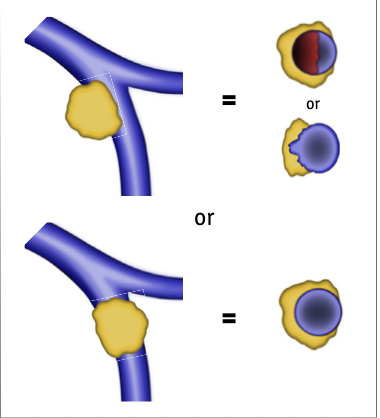 =
or
or
=